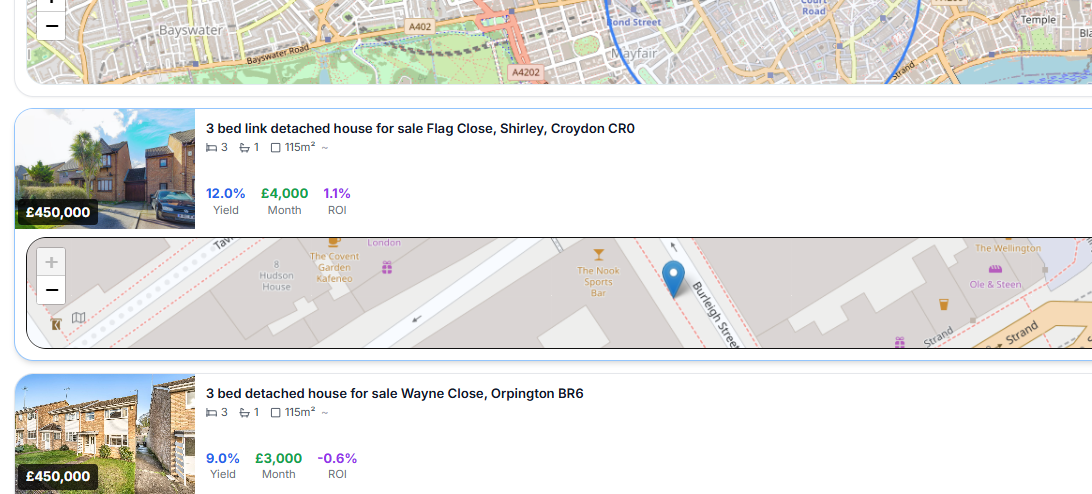 Bayswater
Bayswater Road
A402
A4202
Bond Street
Mayfair
Court
Road
Strand
Temple
−
3 bed link detached house for sale Flag Close, Shirley, Croydon CR0
3 1 115m² ~
12.0% £4,000 1.1%
Yield Month ROI
£450,000
+
−
The Covent
Garden
Kafeneo
London
8
Hudson
House
The Nook
Sports
Bar
Burleigh Street
The Wellington
Ole & Steen
Strand
Strand
3 bed detached house for sale Wayne Close, Orpington BR6
3 1 115m² ~
9.0% £3,000 -0.6%
Yield Month ROI
£450,000